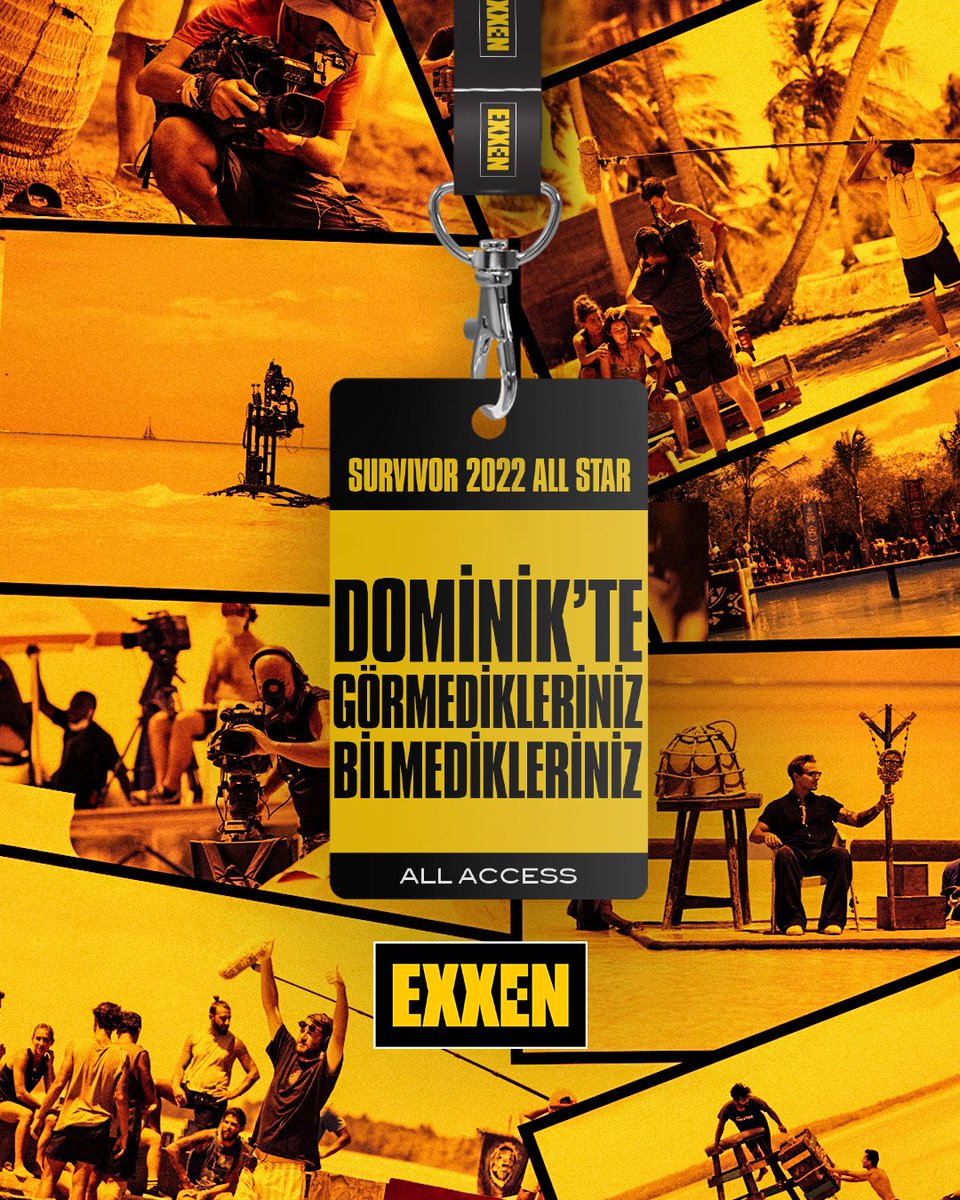 EXXEN
EXXEN
SURVIVOR 2022 ALL STAR
DOMİNİK'TE
GÖRMEDİKLERİNİZ
BİLMEDİKLERİNİZ
ALL ACCESS
EXXEN